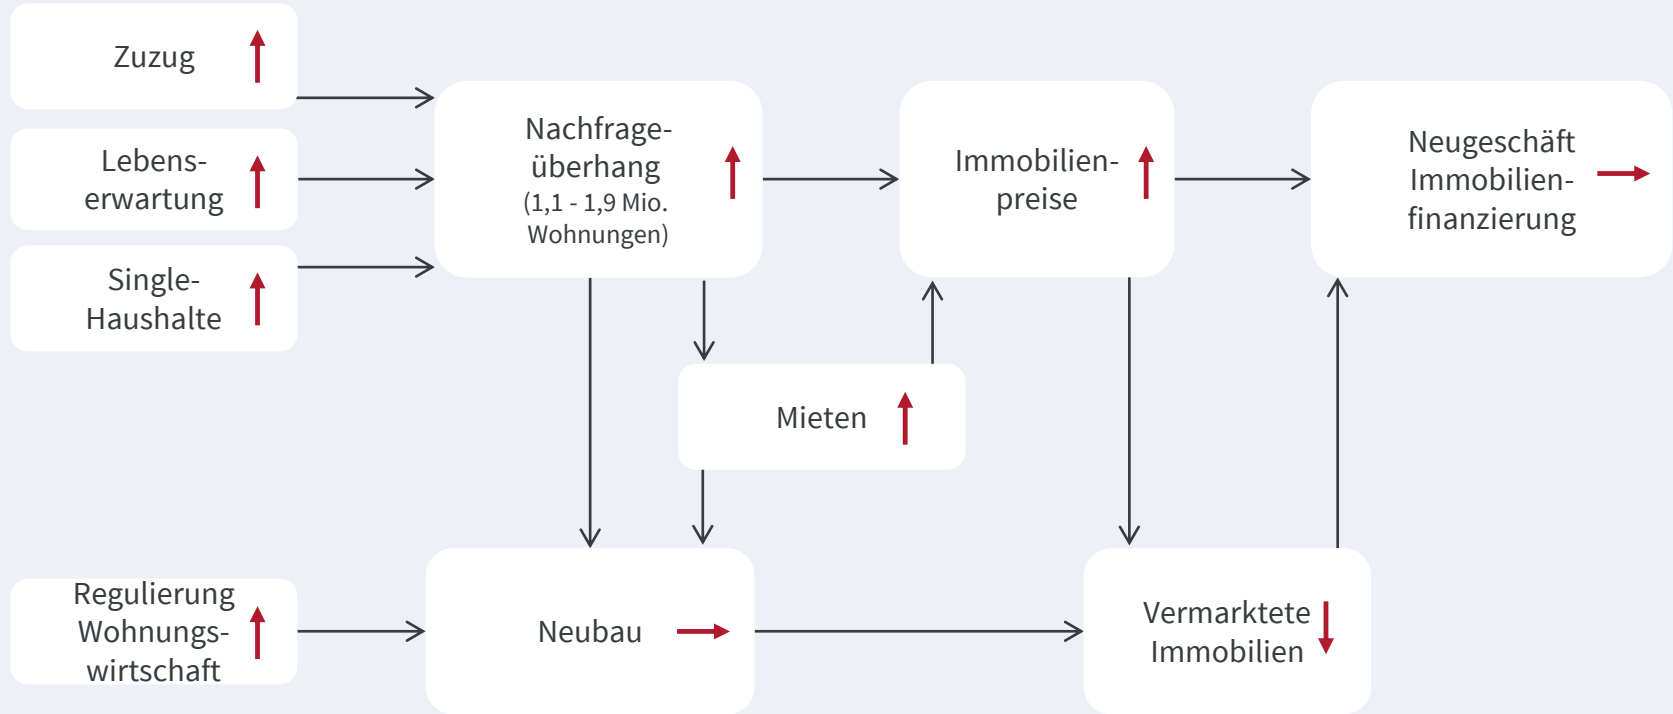 Zuzug
Lebens-
erwartung
Single-
Haushalte
Nachfrage-
überhang
(1,1 - 1,9 Mio.
Wohnungen)
Immobilien-
preise
Neugeschäft
Immobilien-
finanzierung
Mieten
Regulierung
Wohnungs-
wirtschaft
Neubau
Vermarktete
Immobilien